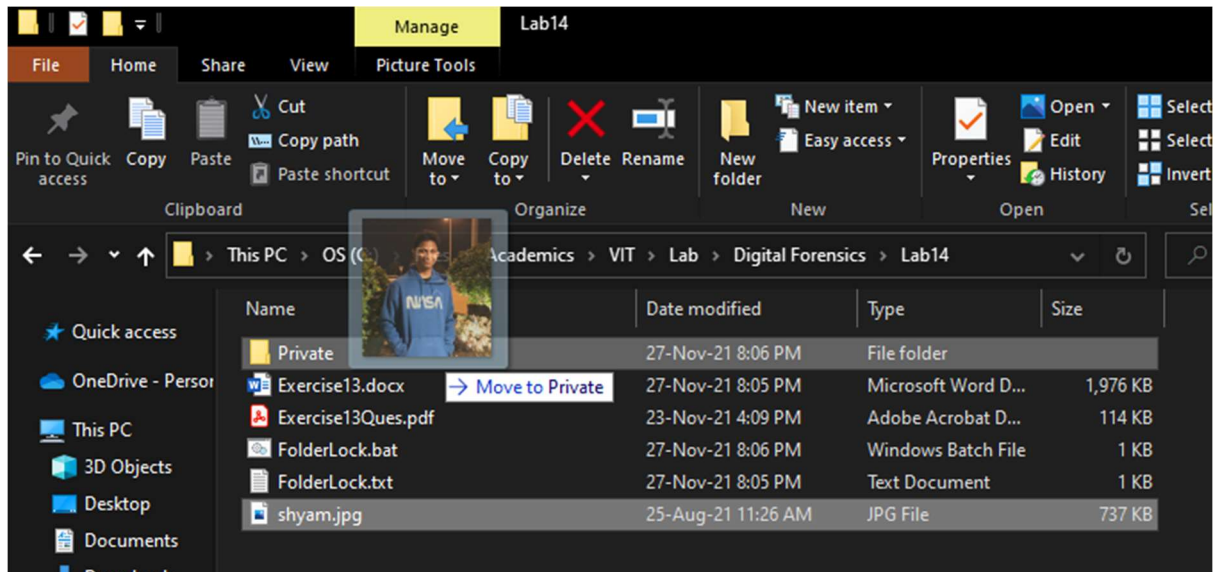 Manage Lab14
File Home Share View Picture Tools
Pin to Quick access
Copy
Paste
Cut
Copy path
Paste shortcut
Clipboard
Move to
Copy to
Delete
Rename
Organize
New folder
New item
Easy access
New
Properties
Open
Edit
History
Open
Select
Select
Invert
Sel
This PC > OS (C > Academics > VIT > Lab > Digital Forensics > Lab14
Quick access
OneDrive - Person
This PC
3D Objects
Desktop
Documents
Name Date modified Type Size
Private 27-Nov-21 8:06 PM File folder
Exercise13.docx 27-Nov-21 8:05 PM Microsoft Word D... 1,976 KB
Exercise13Ques.pdf 23-Nov-21 4:09 PM Adobe Acrobat D... 114 KB
FolderLock.bat 27-Nov-21 8:06 PM Windows Batch File 1 KB
FolderLock.txt 27-Nov-21 8:05 PM Text Document 1 KB
shyam.jpg 25-Aug-21 11:26 AM JPG File 737 KB
NASA
Move to Private